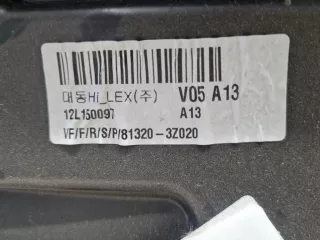 대동Hi_LEX(주) V05 A13
12L150097 A13
VF/F/R/S/P/81320-3Z020